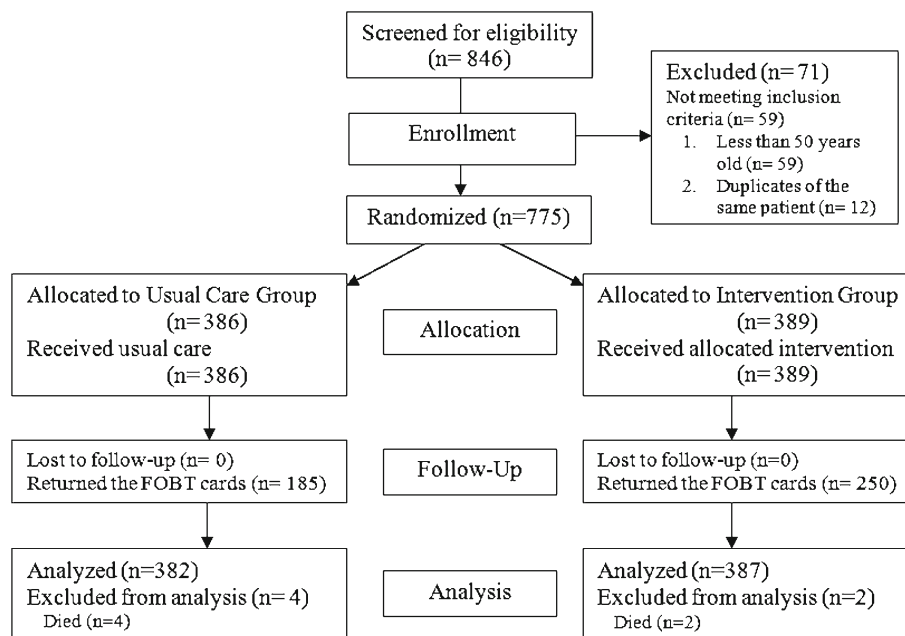 Screened for eligibility
(n= 846)
Excluded (n= 71)
Not meeting inclusion
criteria (n= 59)
1. Less than 50 years
old (n= 59)
2. Duplicates of the
same patient (n= 12)
Enrollment
Randomized (n=775)
Allocated to Usual Care Group
(n= 386)
Received usual care
(n= 386)
Allocation
Allocated to Intervention Group
(n= 389)
Received allocated intervention
(n= 389)
Lost to follow-up (n= 0)
Returned the FOBT cards (n= 185)
Follow-Up
Lost to follow-up (n=0)
Returned the FOBT cards (n= 250)
Analyzed (n=382)
Excluded from analysis (n= 4)
Died (n=4)
Analysis
Analyzed (n=387)
Excluded from analysis (n=2)
Died (n=2)